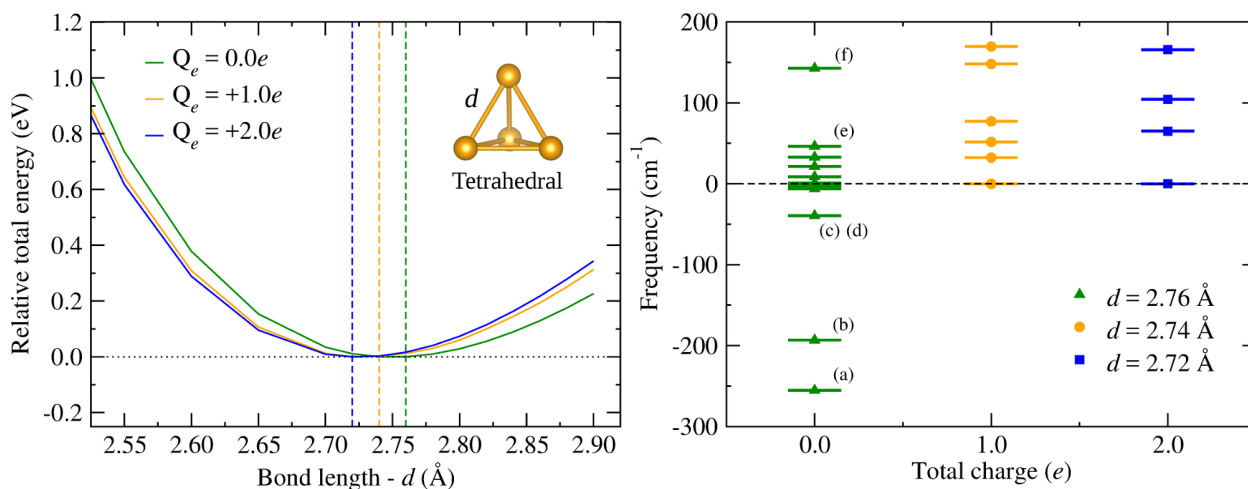 1.2
1.0
0.8
0.6
0.4
0.2
0.0
-0.2
Relative total energy (eV)
Q_e = 0.0e
Q_e = +1.0e
Q_e = +2.0e
d
Tetrahedral
2.55 2.60 2.65 2.70 2.75 2.80 2.85 2.90
Bond length - d (Å)
200
100
0
-100
-200
-300
Frequency (cm⁻¹)
(f)
(e)
(c) (d)
(b)
(a)
d = 2.76 Å
d = 2.74 Å
d = 2.72 Å
0.0 1.0 2.0
Total charge (e)